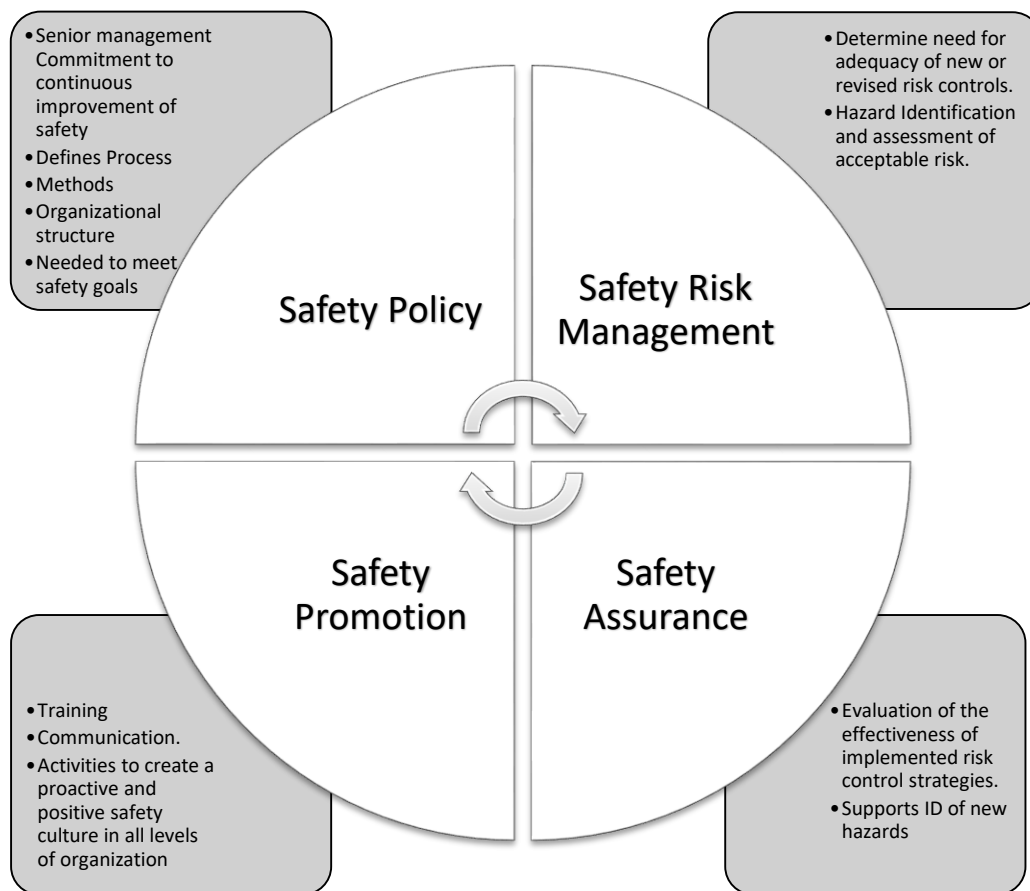 •Senior management
Commitment to
continuous
improvement of
safety
•Defines Process
•Methods
•Organizational
structure
•Needed to meet
safety goals
•Determine need for
adequacy of new or
revised risk controls.
•Hazard Identification
and assessment of
acceptable risk.
Safety Policy
Safety Risk
Management
Safety
Promotion
Safety
Assurance
•Training
•Communication.
•Activities to create a
proactive and
positive safety
culture in all levels
of organization
•Evaluation of the
effectiveness of
implemented risk
control strategies.
•Supports ID of new
hazards